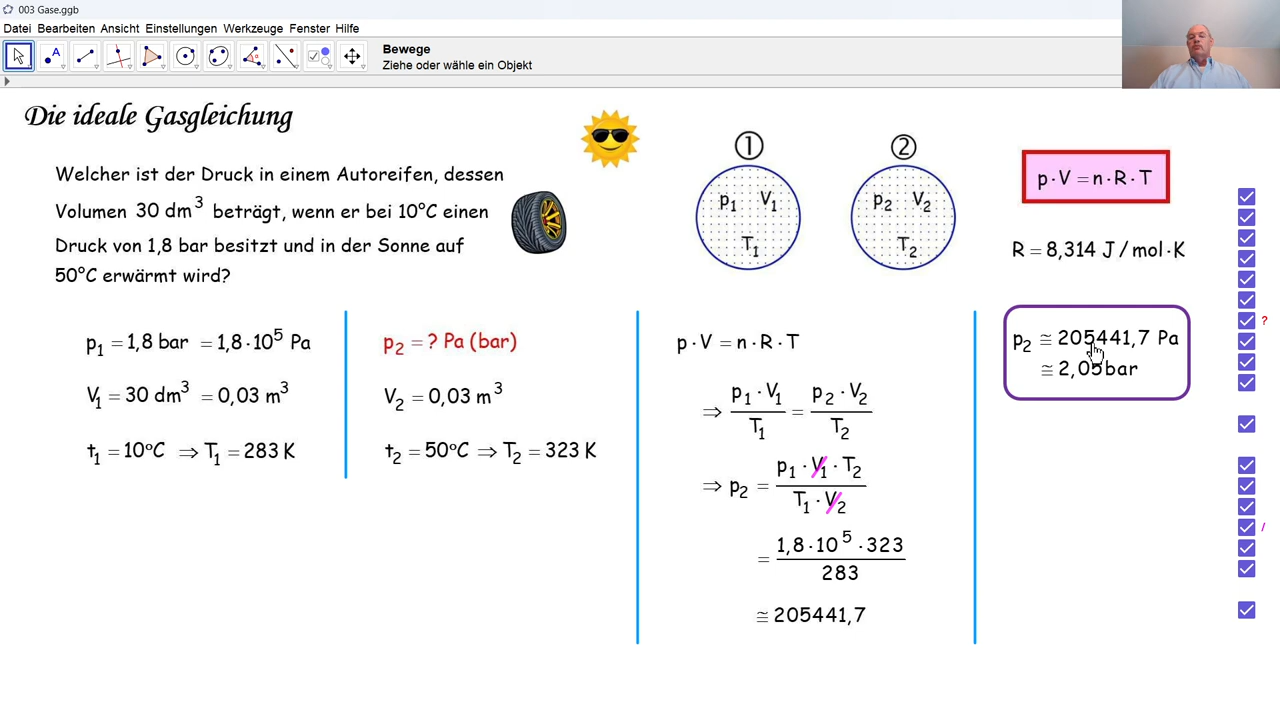 003 Gase.ggb
Datei Bearbeiten Ansicht Einstellungen Werkzeuge Fenster Hilfe
A
Bewege
Ziehe oder wähle ein Objekt
Die ideale Gasgleichung
Welcher ist der Druck in einem Autoreifen, dessen
Volumen 30 dm³ beträgt, wenn er bei 10°C einen
Druck von 1,8 bar besitzt und in der Sonne auf
50°C erwärmt wird?
① ②
p₁ V₁
T₁
p₂ V₂
T₂
p·V = n·R·T
R = 8,314 J / mol·K
p₁ = 1,8 bar = 1,8·10⁵ Pa
V₁ = 30 dm³ = 0,03 m³
t₁ = 10°C ⇒ T₁ = 283 K
p₂ = ? Pa (bar)
V₂ = 0,03 m³
t₂ = 50°C ⇒ T₂ = 323 K
p·V = n·R·T
⇒ p₁·V₁ / T₁ = p₂·V₂ / T₂
⇒ p₂ = p₁·V₁·T₂ / T₁·V₂
= 1,8·10⁵·323 / 283
≅ 205441,7
p₂ ≅ 205441,7 Pa
≅ 2,05bar
?
/